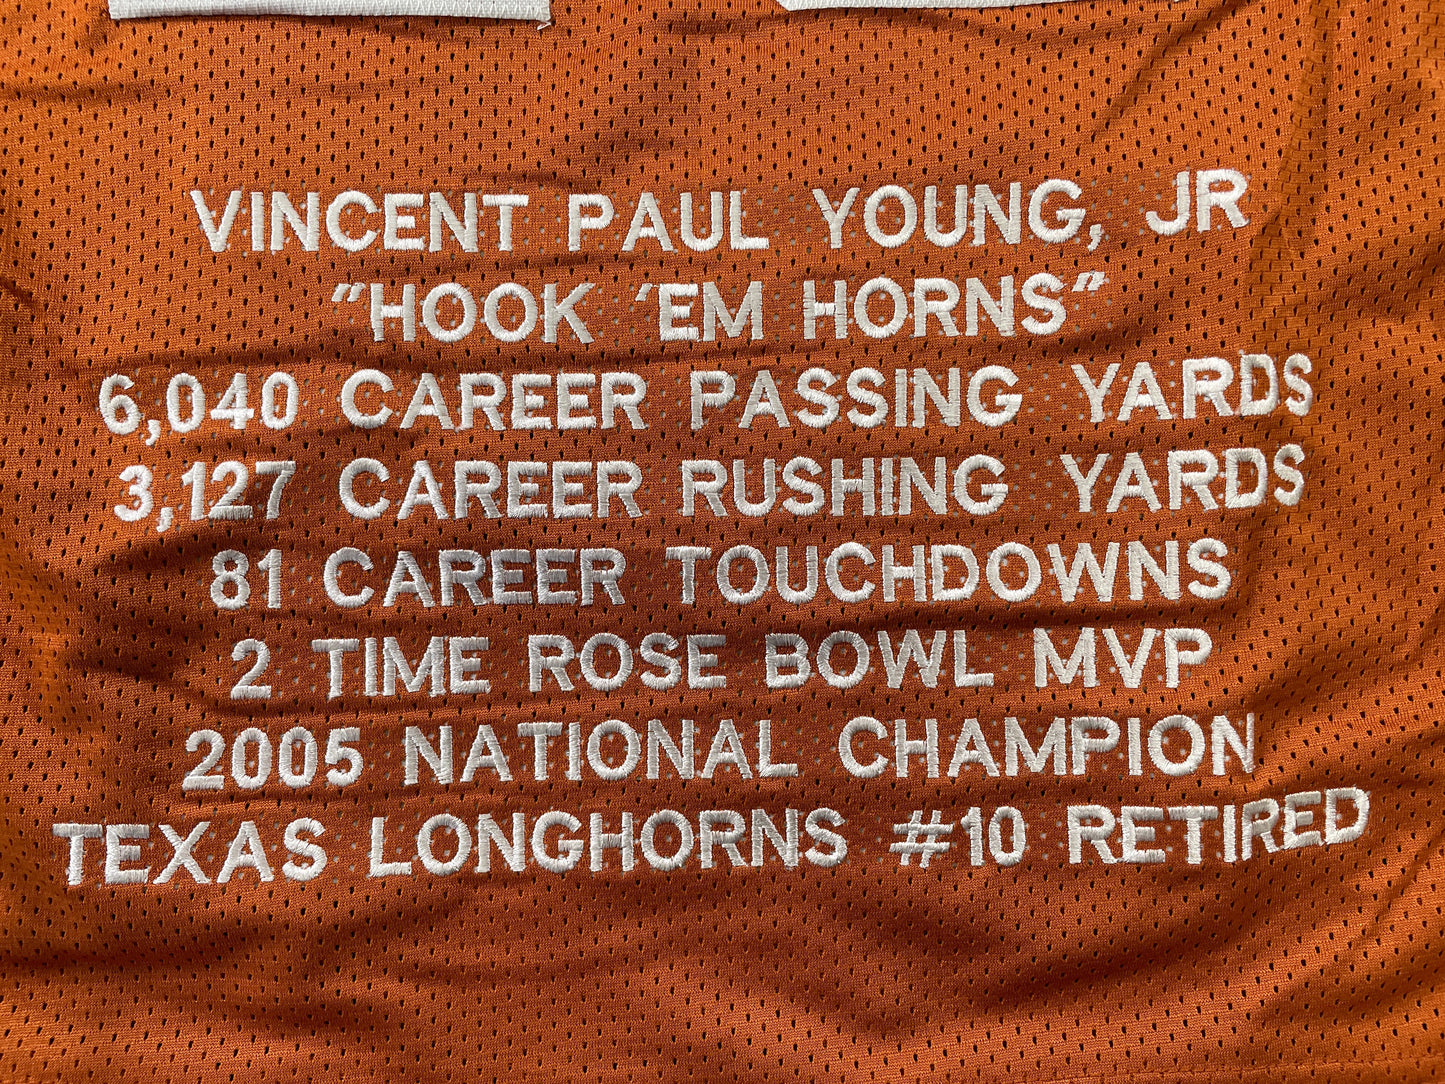 VINCENT PAUL YOUNG, JR
"HOOK 'EM HORNS"
6,040 CAREER PASSING YARDS
3,127 CAREER RUSHING YARDS
81 CAREER TOUCHDOWNS
2 TIME ROSE BOWL MVP
2005 NATIONAL CHAMPION
TEXAS LONGHORNS #10 RETIRED